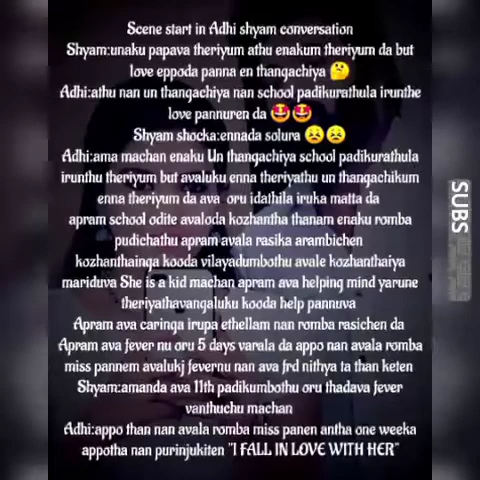 Scene start in Adhi shyam conversation
Shyam:unaku papava theriyum athu enakum theriyum da but
love eppoda panna en thangachiya 🤔
Adhi:athu nan un thangachiya nan school padikurathula irunthe
love pannuren da 🤩🤩
Shyam shocka:ennada solura 😣😣
Adhi:ama machan enaku Un thangachiya school padikurathula
irunthu theriyum but avaluku enna theriyathu un thangachikum
enna theriyum da ava oru idathila iruka matta da
apram school odite avaloda kozhantha thanam enaku romba
pudichathu apram avala rasika arambichen
kozhanthainga kooda vilayadumbothu avale kozhanthaiya
mariduva She is a kid machan apram ava helping mind yarune
theriyathavangaluku kooda help pannuva
Apram ava caringa irupa ethellam nan romba rasichen da
Apram ava fever nu oru 5 days varala da appo nan avala romba
miss pannem avalukj fevernu nan ava frd nithya ta than keten
Shyam:amanda ava 11th padikumbothu oru thadava fever
vanthuchu machan
Adhi:appo than nan avala romba miss panen antha one weeka
appotha nan purinjukiten "I FALL IN LOVE WITH HER"
SUBS